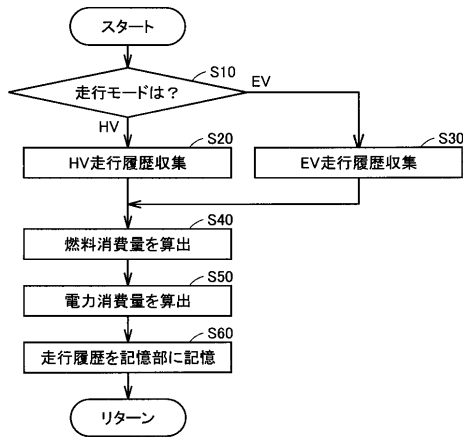 スタート
S10
走行モードは？
EV
HV
S20
HV走行履歴収集
S30
EV走行履歴収集
S40
燃料消費量を算出
S50
電力消費量を算出
S60
走行履歴を記憶部に記憶
リターン